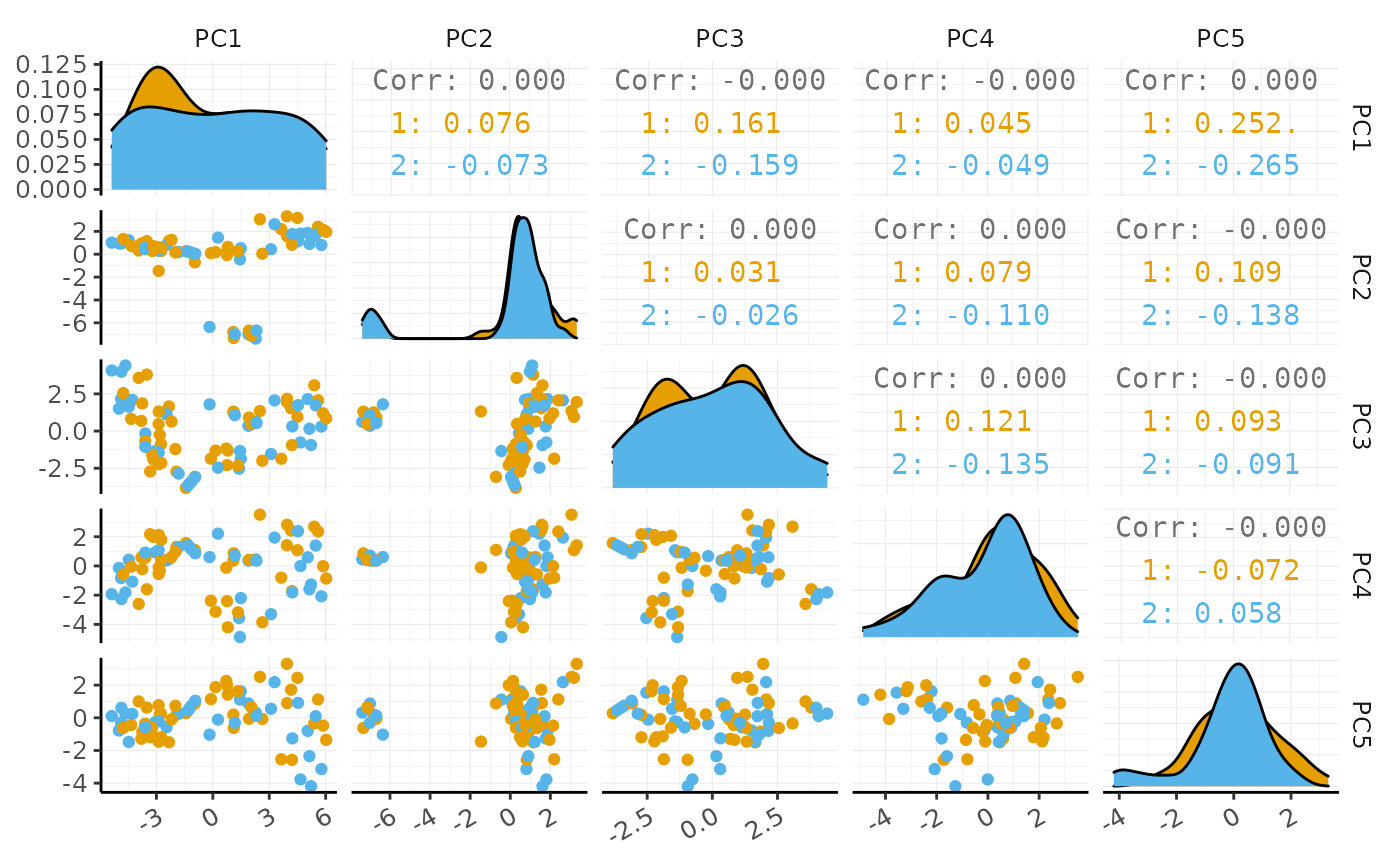 PC1 PC2 PC3 PC4 PC5
0.125
0.100
0.075
0.050
0.025
0.000
Corr: 0.000
1: 0.076
2: -0.073
Corr: -0.000
1: 0.161
2: -0.159
Corr: -0.000
1: 0.045
2: -0.049
Corr: 0.000
1: 0.252.
2: -0.265
PC1
2
0
-2
-4
-6
Corr: 0.000
1: 0.031
2: -0.026
Corr: 0.000
1: 0.079
2: -0.110
Corr: -0.000
1: 0.109
2: -0.138
PC2
2.5
0.0
-2.5
Corr: 0.000
1: 0.121
2: -0.135
Corr: -0.000
1: 0.093
2: -0.091
PC3
2
0
-2
-4
Corr: -0.000
1: -0.072
2: 0.058
PC4
2
0
-2
-4
PC5
-3 0 3 6
-6 -4 -2 0 2
-2.5 0.0 2.5
-4 -2 0 2
-4 -2 0 2